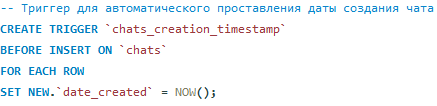 -- Триггер для автоматического проставления даты создания чата
CREATE TRIGGER `chats_creation_timestamp`
BEFORE INSERT ON `chats`
FOR EACH ROW
SET NEW.`date_created` = NOW();